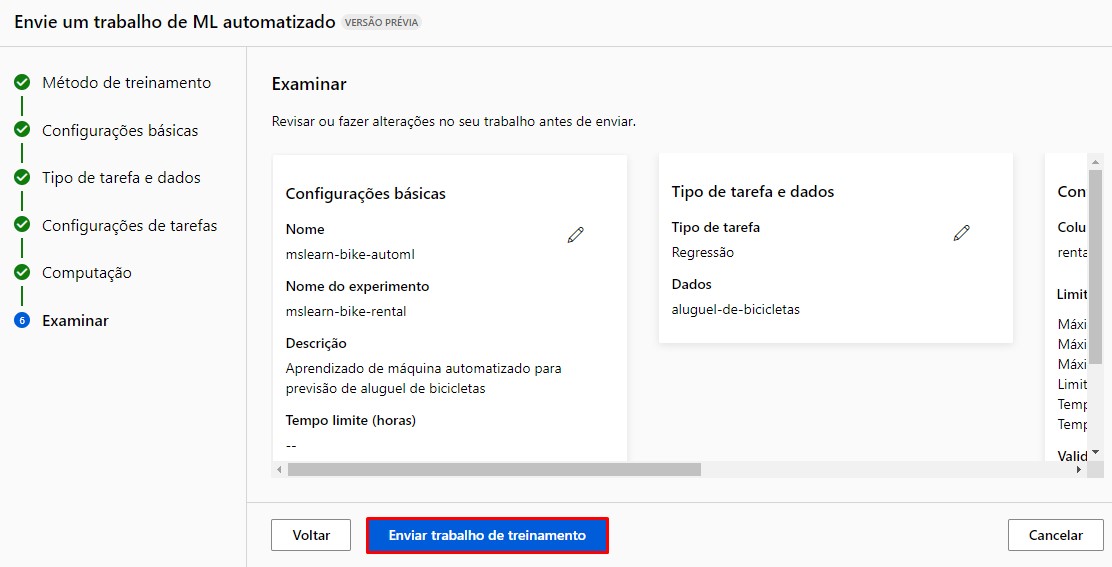 Envie um trabalho de ML automatizado VERSÃO PRÉVIA
Método de treinamento
Configurações básicas
Tipo de tarefa e dados
Configurações de tarefas
Computação
6 Examinar
Examinar
Revisar ou fazer alterações no seu trabalho antes de enviar.
Configurações básicas
Nome
mslearn-bike-automl
Nome do experimento
mslearn-bike-rental
Descrição
Aprendizado de máquina automatizado para
previsão de aluguel de bicicletas
Tempo limite (horas)
--
Tipo de tarefa e dados
Tipo de tarefa
Regressão
Dados
aluguel-de-bicicletas
Con
Colu
renta
Limit
Máxi
Máxi
Máxi
Limit
Temp
Temp
Valid
Voltar
Enviar trabalho de treinamento
Cancelar